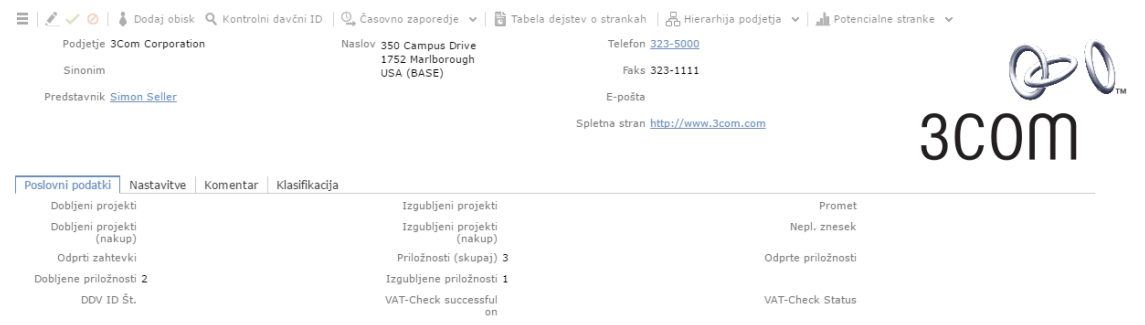 Dodaj obisk Kontrolni davčni ID Časovno zaporedje Tabela dejstev o strankah Hierarhija podjetja Potencialne stranke
Podjetje 3Com Corporation Naslov 350 Campus Drive Telefon 323-5000
1752 Marlborough
Sinonim USA (BASE) Faks 323-1111
Predstavnik Simon Seller E-pošta
Spletna stran http://www.3com.com
3COM TM
Poslovni podatki Nastavitve Komentar Klasifikacija
Dobljeni projekti Izgubljeni projekti Promet
Dobljeni projekti Izgubljeni projekti Nepl. znesek
(nakup) (nakup)
Odprti zahtevki Priložnosti (skupaj) 3 Odprte priložnosti
Dobljene priložnosti 2 Izgubljene priložnosti 1
DDV ID Št. VAT-Check successful VAT-Check Status
on